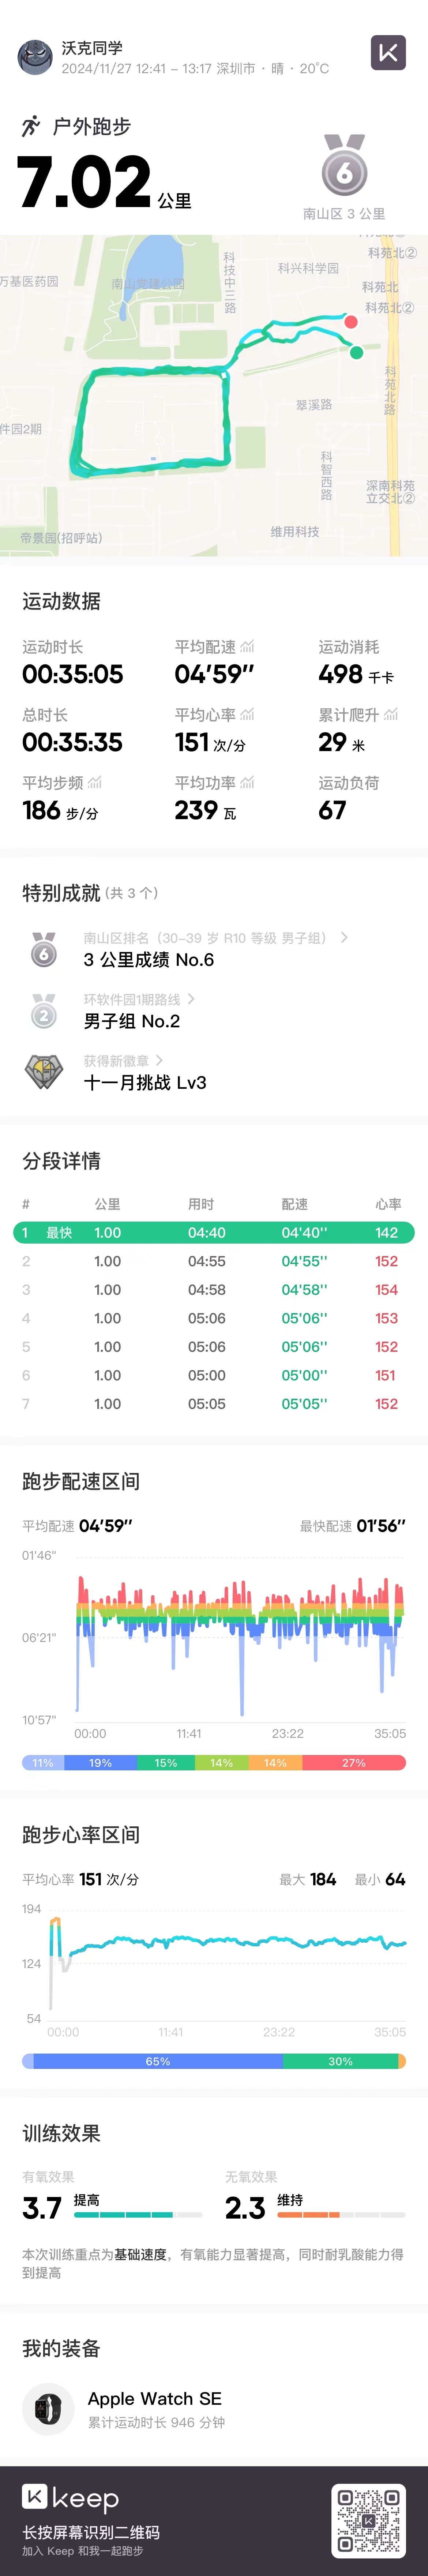 沃克同学
2024/11/27 12:41 - 13:17 深圳市 · 晴 · 20°C
户外跑步
7.02 公里
6
南山区 3 公里
科苑北②
科兴科学园
科技中三路
万基医药园
南山党建公园
科苑北
科苑北②
科苑北路
翠溪路
件园2期
科智西路
深南科苑立交北②
维用科技
帝景园(招呼站)
运动数据
运动时长 平均配速 运动消耗
00:35:05 04'59'' 498 千卡
总时长 平均心率 累计爬升
00:35:35 151 次/分 29 米
平均步频 平均功率 运动负荷
186 步/分 239 瓦 67
特别成就 (共 3 个)
南山区排名（30-39 岁 R10 等级 男子组）
6
3 公里成绩 No.6
环软件园1期路线
2
男子组 No.2
获得新徽章
十一月挑战 Lv3
分段详情
# 公里 用时 配速 心率
1 最快 1.00 04:40 04'40'' 142
2 1.00 04:55 04'55'' 152
3 1.00 04:58 04'58'' 154
4 1.00 05:06 05'06'' 153
5 1.00 05:06 05'06'' 152
6 1.00 05:00 05'00'' 151
7 1.00 05:05 05'05'' 152
跑步配速区间
平均配速 04'59'' 最快配速 01'56''
01'46''
06'21''
10'57''
00:00 11:41 23:22 35:05
11% 19% 15% 14% 14% 27%
跑步心率区间
平均心率 151 次/分 最大 184 最小 64
194
124
54
00:00 11:41 23:22 35:05
65% 30%
训练效果
有氧效果 无氧效果
3.7 提高 2.3 维持
本次训练重点为基础速度，有氧能力显著提高，同时耐乳酸能力得
到提高
我的装备
Apple Watch SE
累计运动时长 946 分钟
keep
长按屏幕识别二维码
加入 Keep 和我一起跑步